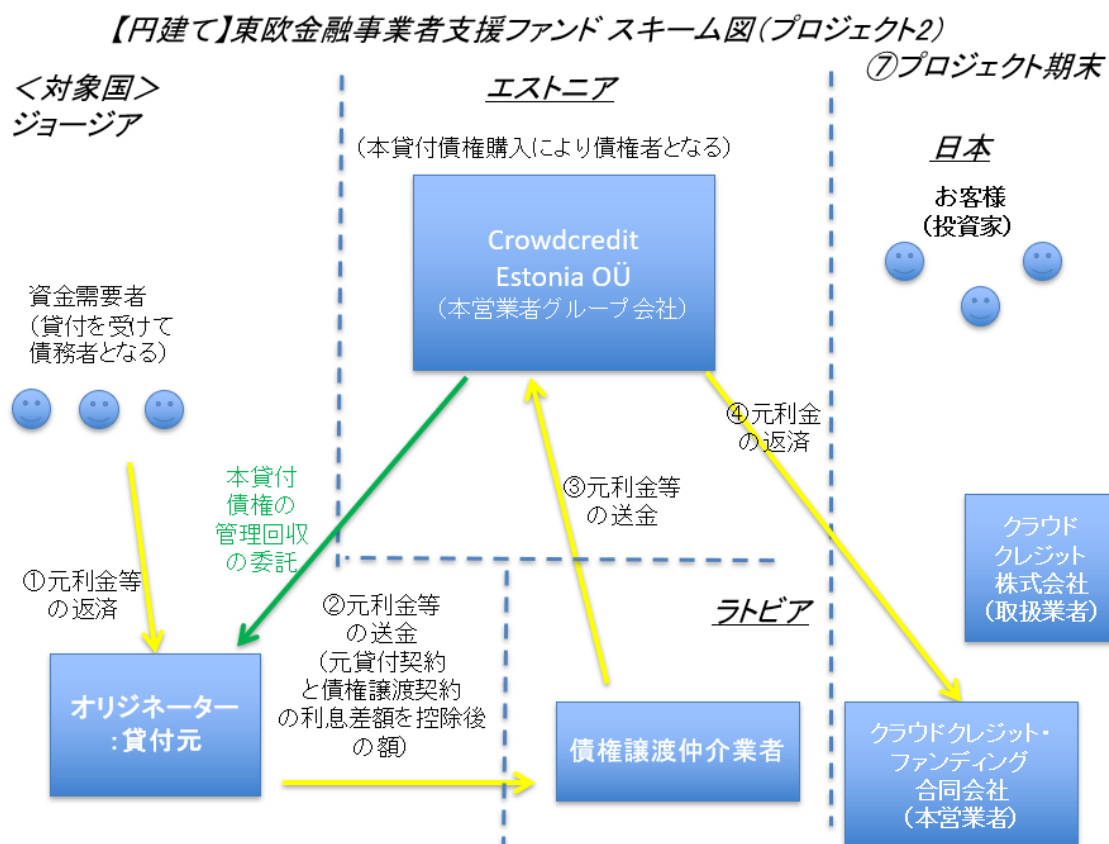 【円建て】東欧金融事業者支援ファンド スキーム図(プロジェクト2)
⑦プロジェクト期末
<対象国>
ジョージア
エストニア
(本貸付債権購入により債権者となる)
日本
お客様
(投資家)
Crowdcredit
Estonia OÜ
(本営業者グループ会社)
資金需要者
(貸付を受けて
債務者となる)
④元利金
の返済
本貸付
債権の
管理回収
の委託
③元利金等
の送金
クラウド
クレジット
株式会社
(取扱業者)
①元利金等
の返済
②元利金等
の送金
(元貸付契約
と債権譲渡契約
の利息差額を控除後
の額)
ラトビア
オリジネーター
:貸付元
債権譲渡仲介業者
クラウドクレジット・
ファンディング
合同会社
(本営業者)